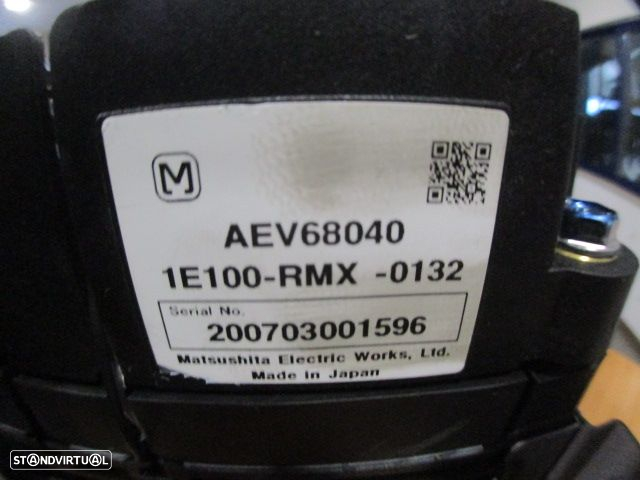 M
AEV68040
1E100-RMX -0132
Serial No.
200703001596
Matsushita Electric Works, Ltd.
Made in Japan
STANDVIRTUAL